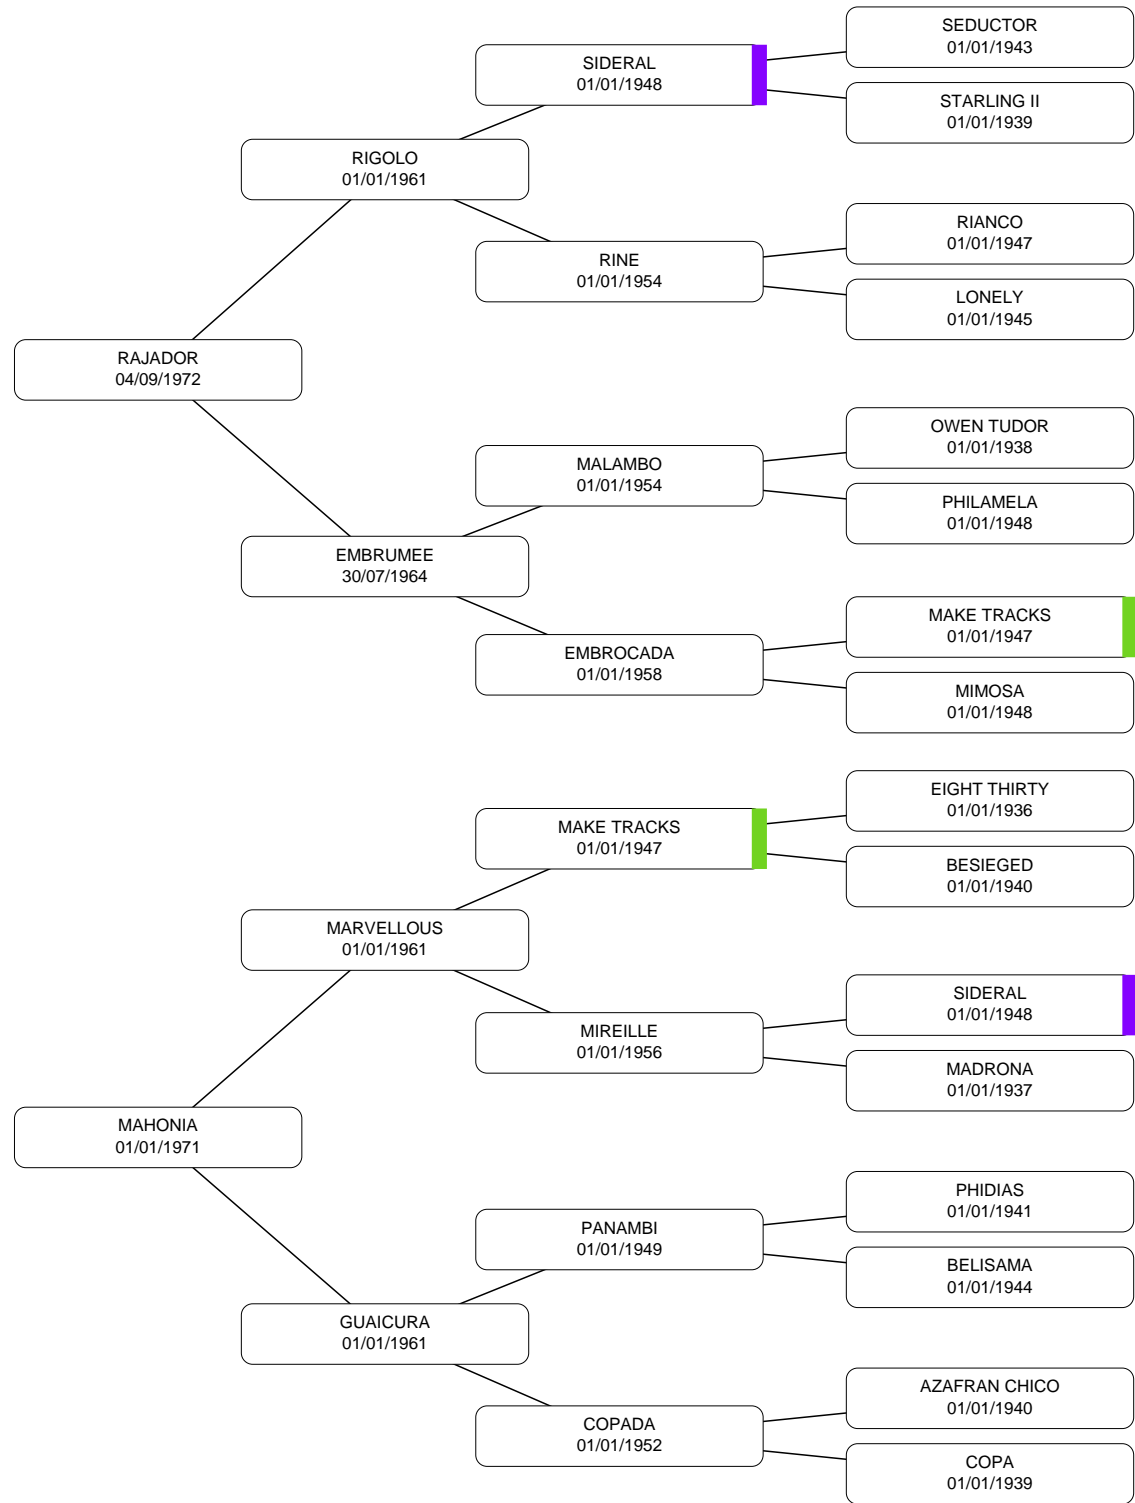 SEDUCTOR
01/01/1943
SIDERAL
01/01/1948
STARLING II
01/01/1939
RIGOLO
01/01/1961
RIANCO
01/01/1947
RINE
01/01/1954
LONELY
01/01/1945
RAJADOR
04/09/1972
OWEN TUDOR
01/01/1938
MALAMBO
01/01/1954
PHILAMELA
01/01/1948
EMBRUMEE
30/07/1964
MAKE TRACKS
01/01/1947
EMBROCADA
01/01/1958
MIMOSA
01/01/1948
EIGHT THIRTY
01/01/1936
MAKE TRACKS
01/01/1947
BESIEGED
01/01/1940
MARVELLOUS
01/01/1961
SIDERAL
01/01/1948
MIREILLE
01/01/1956
MADRONA
01/01/1937
MAHONIA
01/01/1971
PHIDIAS
01/01/1941
PANAMBI
01/01/1949
BELISAMA
01/01/1944
GUAICURA
01/01/1961
AZAFRAN CHICO
01/01/1940
COPADA
01/01/1952
COPA
01/01/1939